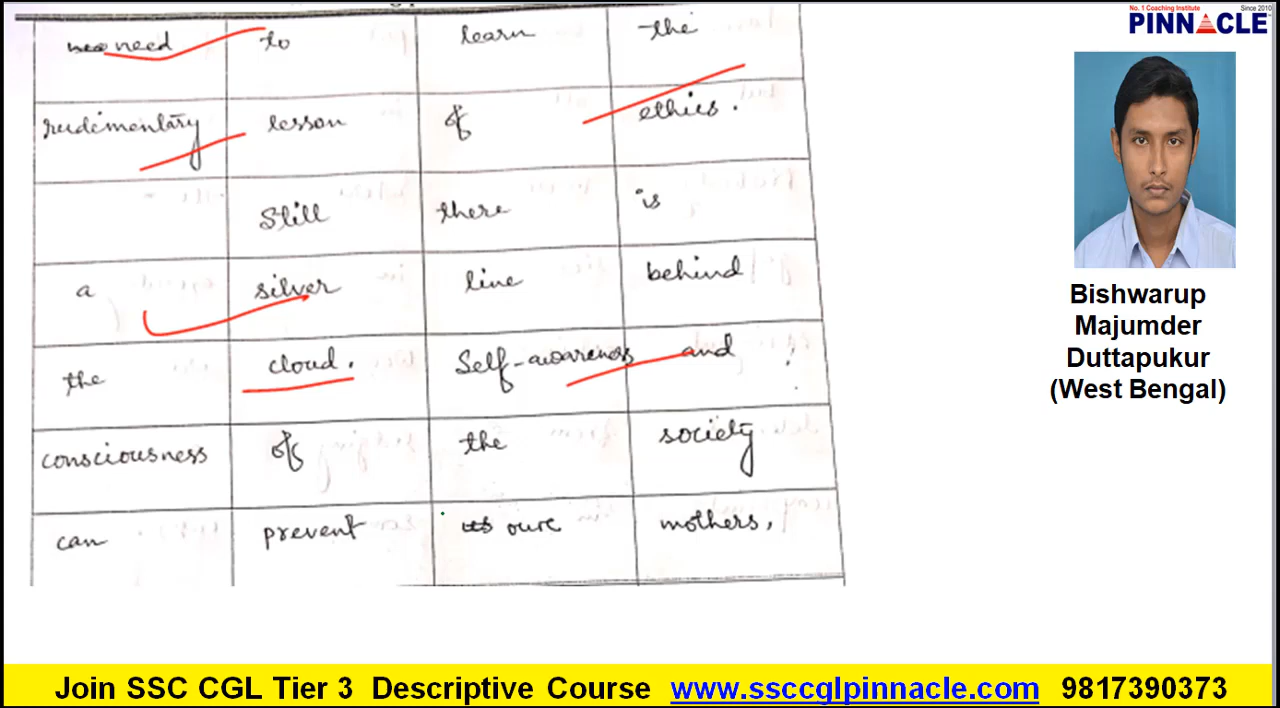 No. 1 Coaching Institute Since 2010
PINNACLE
need to learn the
rudimentary lesson of ethics.
Still there is
a silver line behind
the cloud. Self-awareness and
consciousness of the society
can prevent our mothers,
Bishwarup
Majumder
Duttapukur
(West Bengal)
Join SSC CGL Tier 3 Descriptive Course www.ssccglpinnacle.com 9817390373